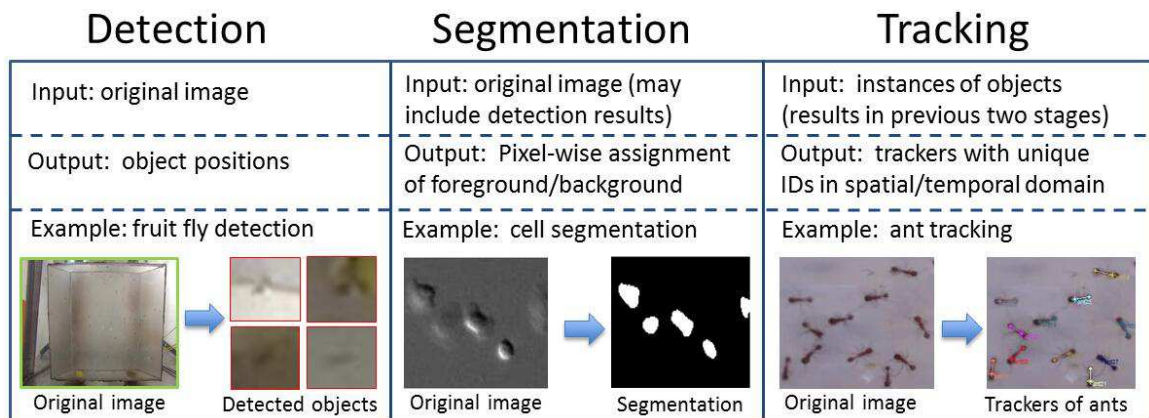 Detection
Segmentation
Tracking
Input: original image
Input: original image (may
include detection results)
Input: instances of objects
(results in previous two stages)
Output: object positions
Output: Pixel-wise assignment
of foreground/background
Output: trackers with unique
IDs in spatial/temporal domain
Example: fruit fly detection
Example: cell segmentation
Example: ant tracking
Original image
Detected objects
Original image
Segmentation
Original image
Trackers of ants